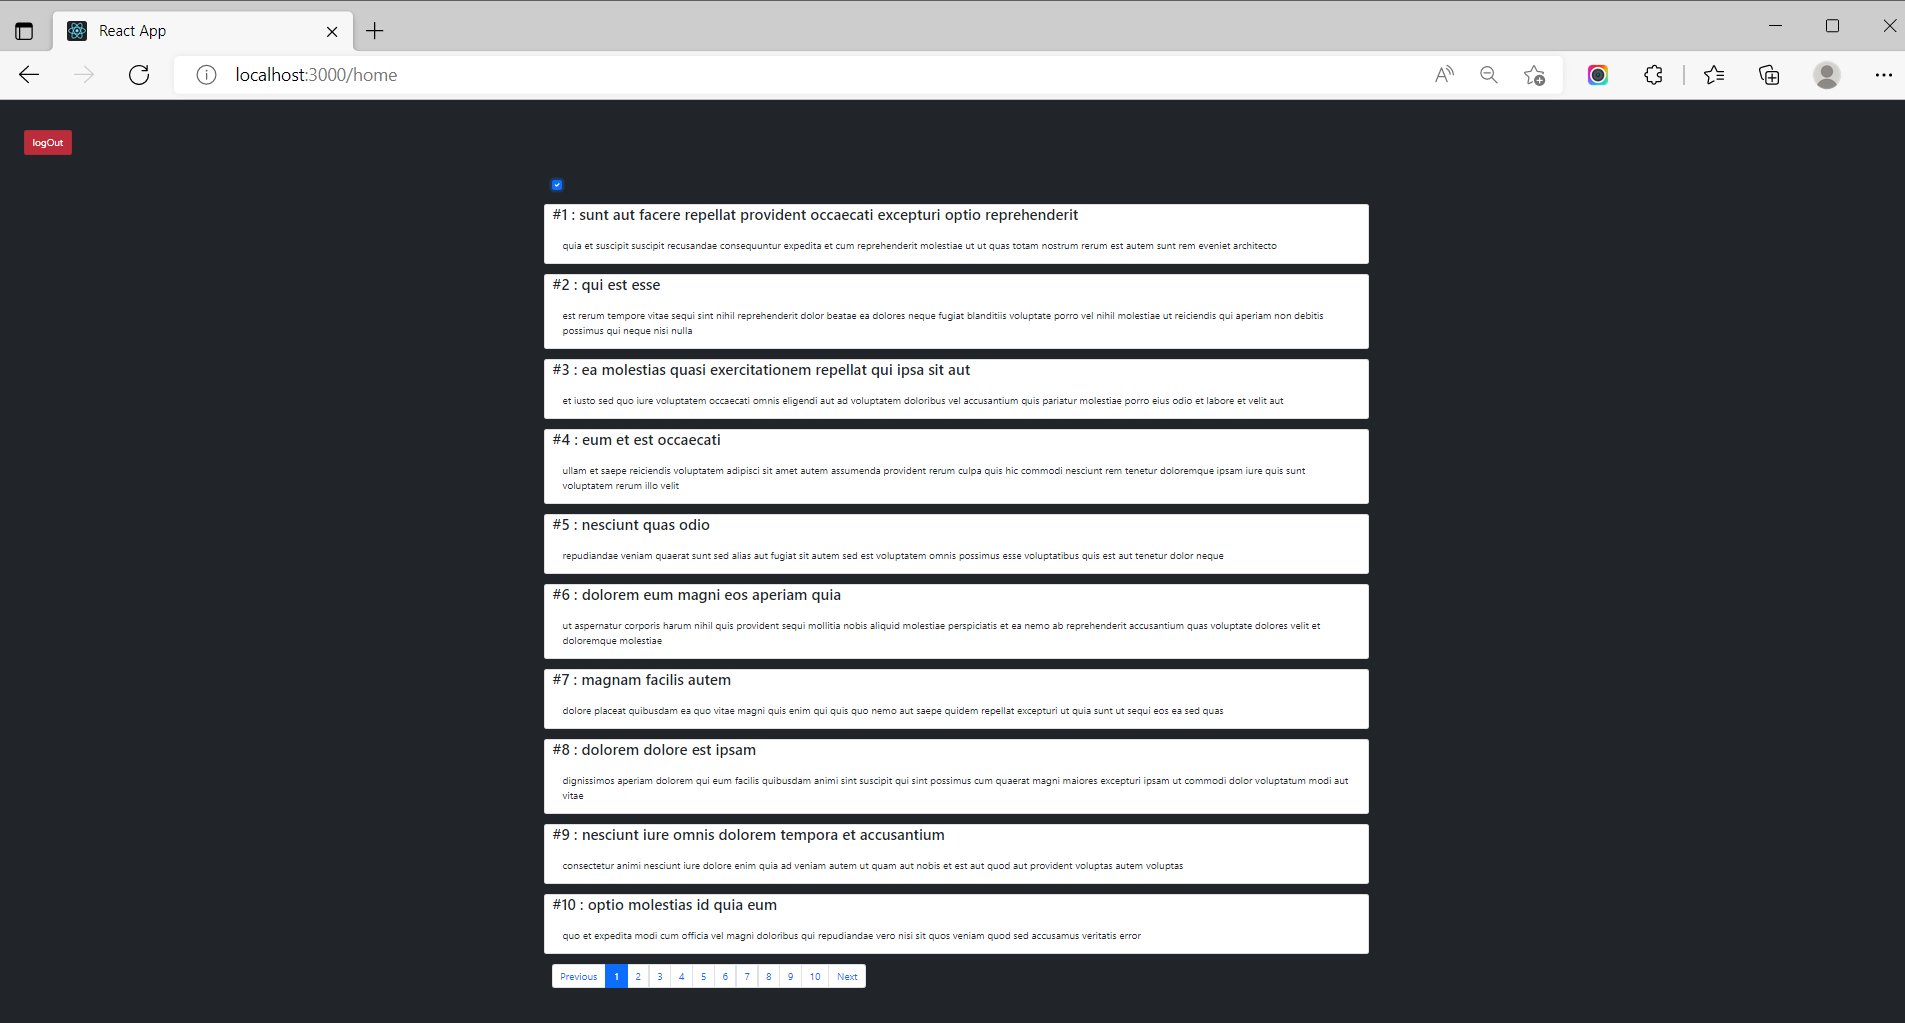 React App
localhost:3000/home
logOut
#1 : sunt aut facere repellat provident occaecati excepturi optio reprehenderit
quia et suscipit suscipit recusandae consequuntur expedita et cum reprehenderit molestiae ut ut quas totam nostrum rerum est autem sunt rem eveniet architecto
#2 : qui est esse
est rerum tempore vitae sequi sint nihil reprehenderit dolor beatae ea dolores neque fugiat blanditiis voluptate porro vel nihil molestiae ut reiciendis qui aperiam non debitis
possimus qui neque nisi nulla
#3 : ea molestias quasi exercitationem repellat qui ipsa sit aut
et iusto sed quo iure voluptatem occaecati omnis eligendi aut ad voluptatem doloribus vel accusantium quis pariatur molestiae porro eius odio et labore et velit aut
#4 : eum et est occaecati
ullam et saepe reiciendis voluptatem adipisci sit amet autem assumenda provident rerum culpa quis hic commodi nesciunt rem tenetur doloremque ipsam iure quis sunt
voluptatem rerum illo velit
#5 : nesciunt quas odio
repudiandae veniam quaerat sunt sed alias aut fugiat sit autem sed est voluptatem omnis possimus esse voluptatibus quis est aut tenetur dolor neque
#6 : dolorem eum magni eos aperiam quia
ut aspernatur corporis harum nihil quis provident sequi mollitia nobis aliquid molestiae perspiciatis et ea nemo ab reprehenderit accusantium quas voluptate dolores velit et
doloremque molestiae
#7 : magnam facilis autem
dolore placeat quibusdam ea quo vitae magni quis enim qui quis quo nemo aut saepe quidem repellat excepturi ut quia sunt ut sequi eos ea sed quas
#8 : dolorem dolore est ipsam
dignissimos aperiam dolorem qui eum facilis quibusdam animi sint suscipit qui sint possimus cum quaerat magni maiores excepturi ipsam ut commodi dolor voluptatum modi aut
vitae
#9 : nesciunt iure omnis dolorem tempora et accusantium
consectetur animi nesciunt iure dolore enim quia ad veniam autem ut quam aut nobis et est aut quod aut provident voluptas autem voluptas
#10 : optio molestias id quia eum
quo et expedita modi cum officia vel magni doloribus qui repudiandae vero nisi sit quos veniam quod sed accusamus veritatis error
Previous 1 2 3 4 5 6 7 8 9 10 Next